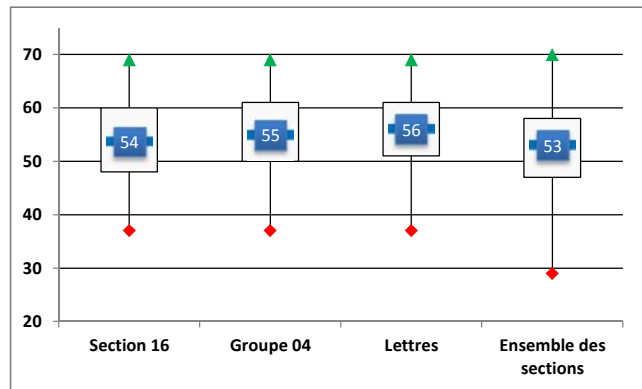 70
60
50
40
30
20
54
55
56
53
Section 16
Groupe 04
Lettres
Ensemble des
sections